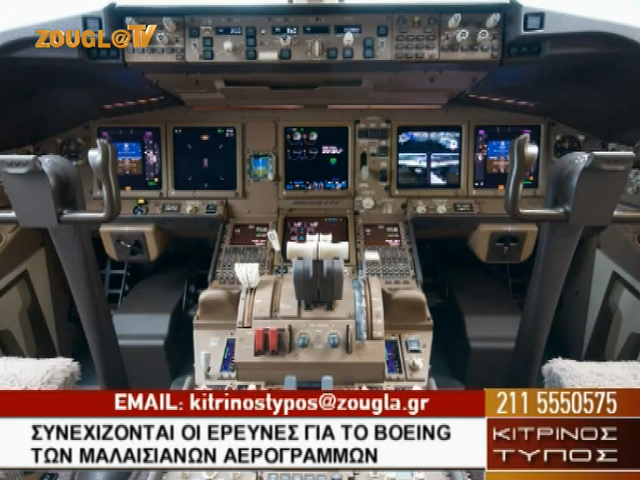 ZOUGL@TV
EMAIL: kitrinostypos@zougla.gr
211 5550575
ΣΥΝΕΧΙΖΟΝΤΑΙ ΟΙ ΕΡΕΥΝΕΣ ΓΙΑ ΤΟ BOEING
ΤΩΝ ΜΑΛΑΙΣΙΑΝΩΝ ΑΕΡΟΓΡΑΜΜΩΝ
ΚΙΤΡΙΝΟΣ
ΤΥΠΟΣ